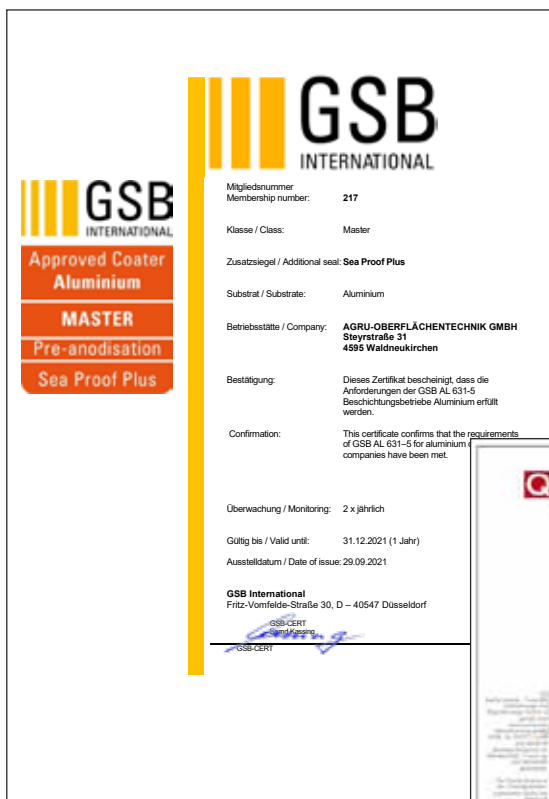 GSB
INTERNATIONAL
GSB
INTERNATIONAL
Approved Coater
Aluminium
MASTER
Pre-anodisation
Sea Proof Plus
Mitgliedsnummer
Membership number: 217
Klasse / Class: Master
Zusatzsiegel / Additional seal: Sea Proof Plus
Substrat / Substrate: Aluminium
Betriebsstätte / Company: AGRU-OBERFLÄCHENTECHNIK GMBH
Steyrstraße 31
4595 Waldneukirchen
Bestätigung: Dieses Zertifikat bescheinigt, dass die
Anforderungen der GSB AL 631-5
Beschichtungsbetriebe Aluminium erfüllt
werden.
Confirmation: This certificate confirms that the requirements
of GSB AL 631–5 for aluminium
companies have been met.
Überwachung / Monitoring: 2 x jährlich
Gültig bis / Valid until: 31.12.2021 (1 Jahr)
Ausstelldatum / Date of issue: 29.09.2021
GSB International
Fritz-Vomfelde-Straße 30, D – 40547 Düsseldorf
GSB-CERT
Kassing
GSB-CERT
Q